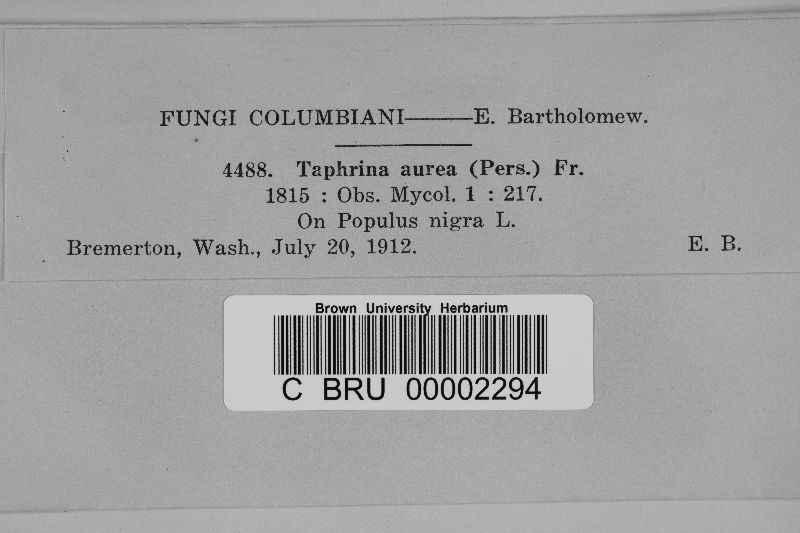 FUNGI COLUMBIANI———E. Bartholomew.
4488. Taphrina aurea (Pers.) Fr.
1815 : Obs. Mycol. 1 : 217.
On Populus nigra L.
Bremerton, Wash., July 20, 1912. E. B.
Brown University Herbarium
C BRU 00002294